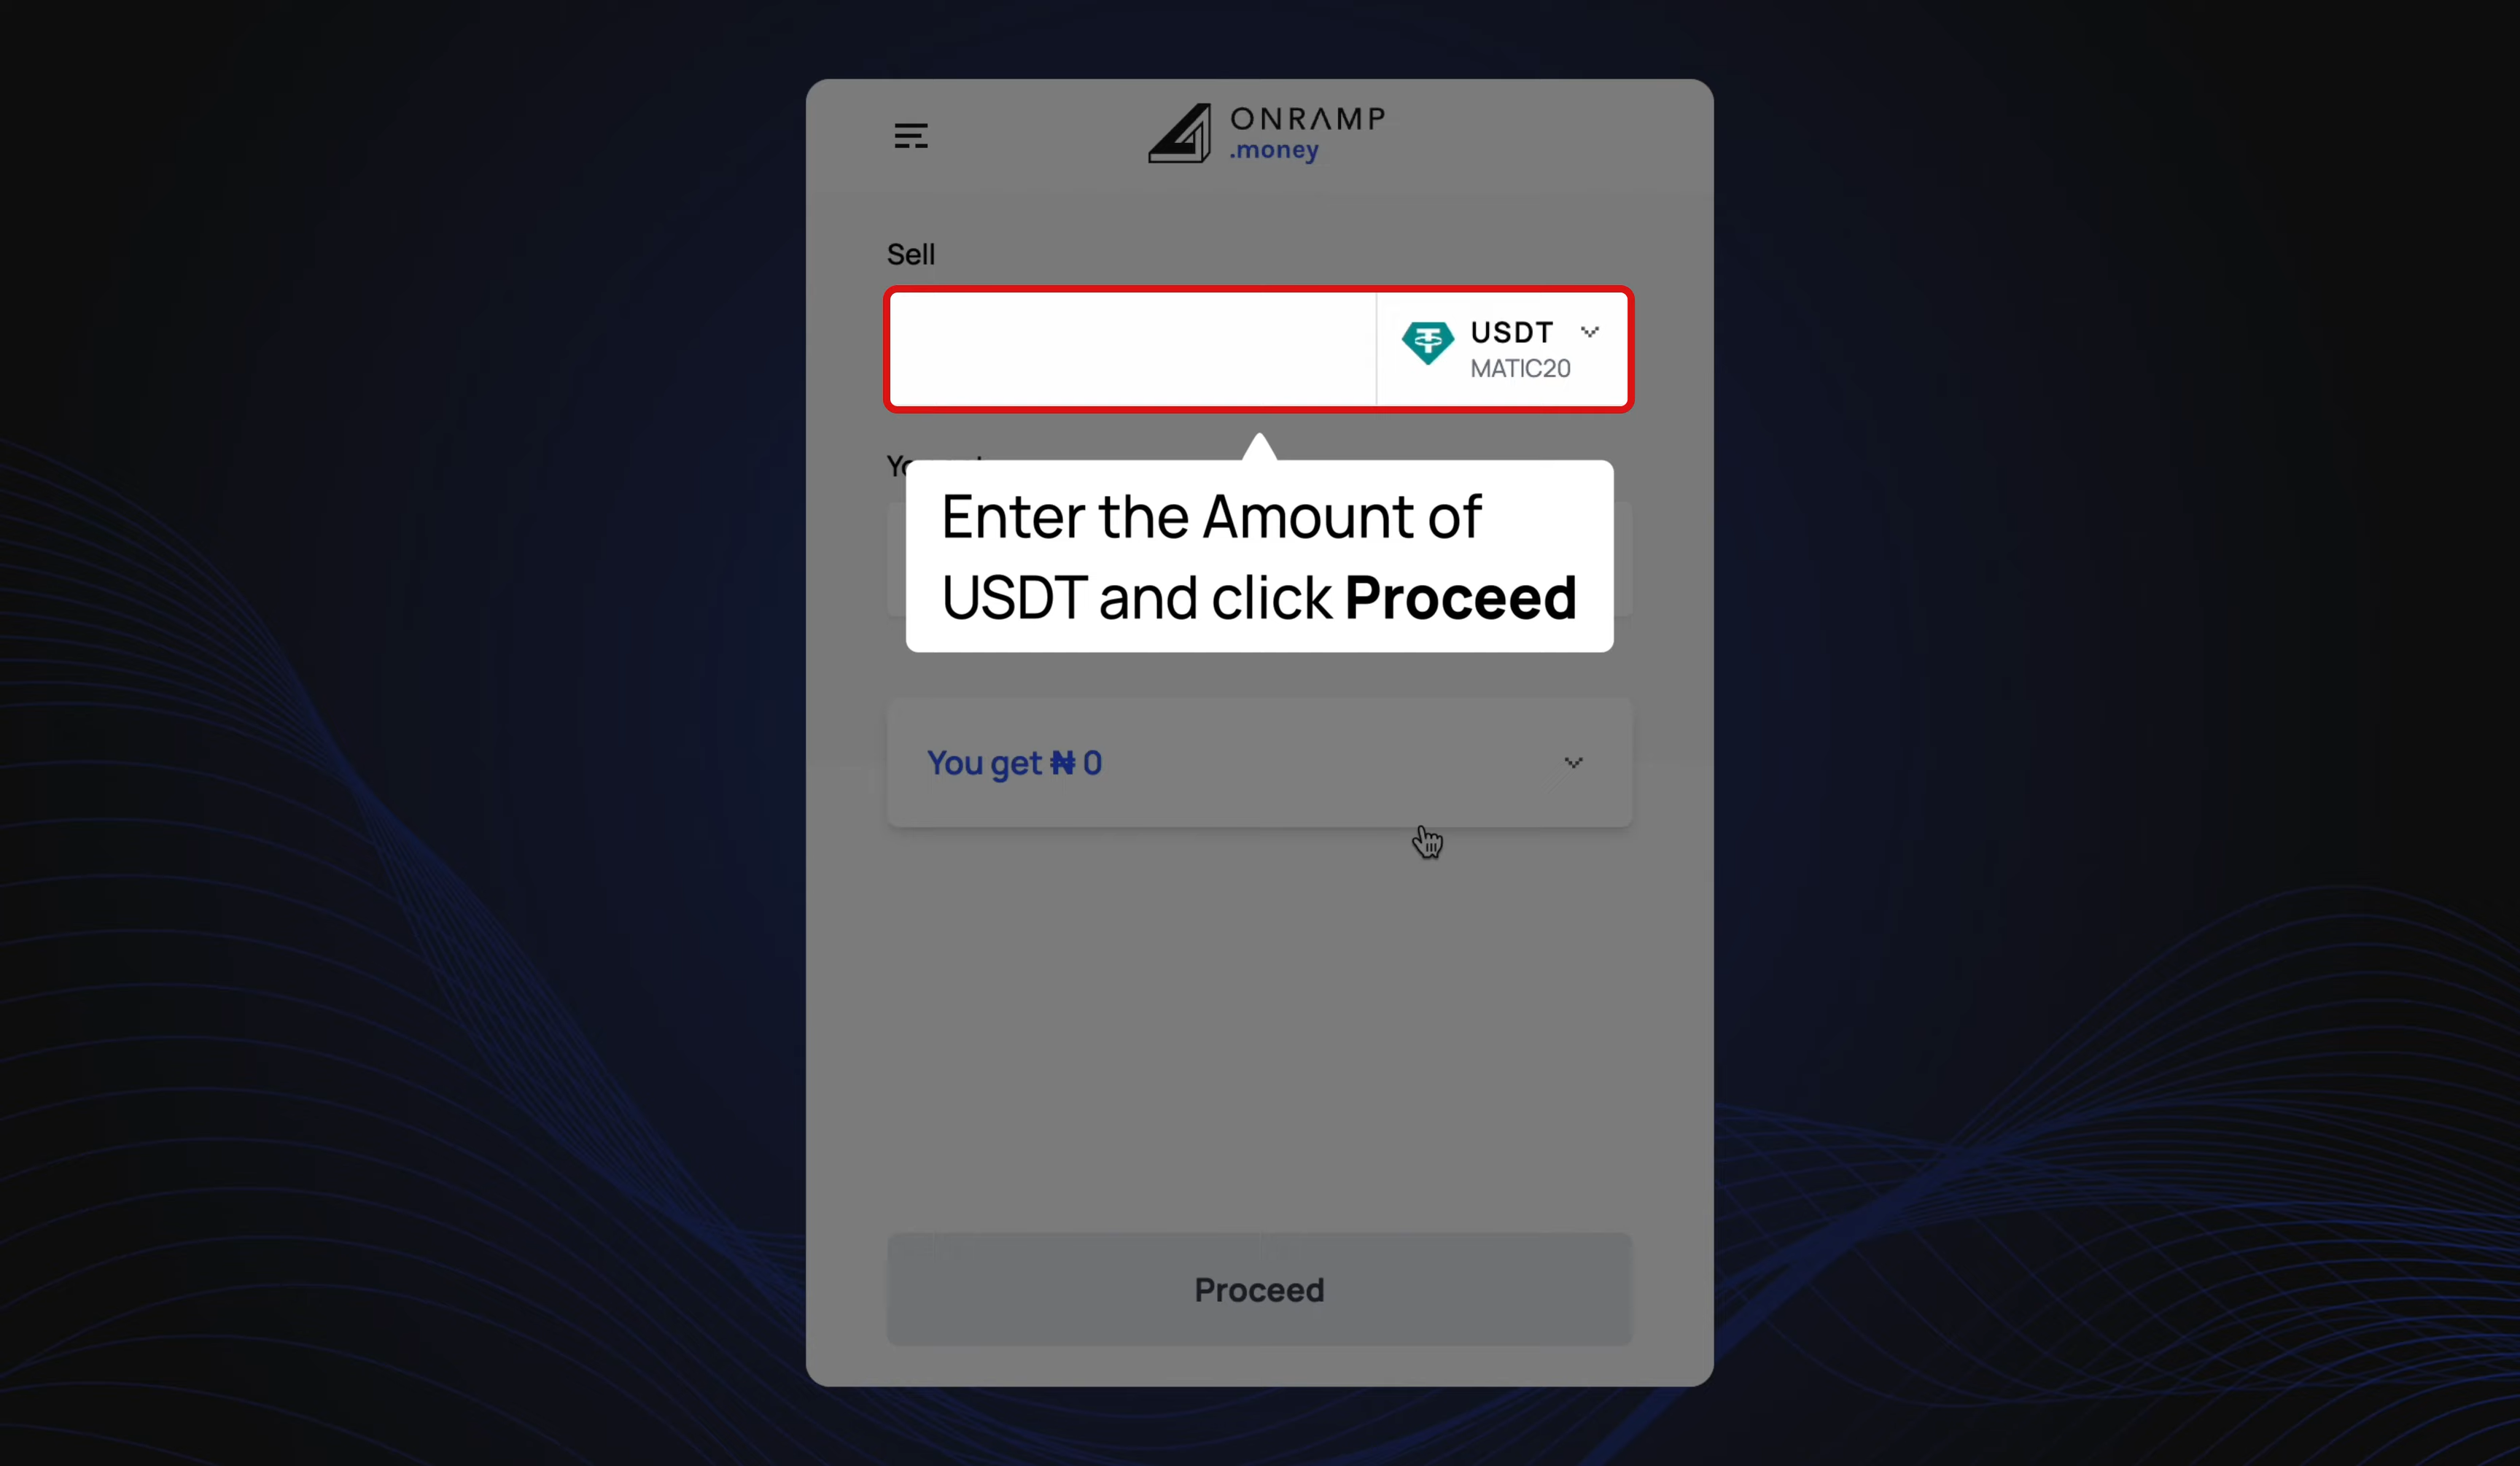 ONRAMP
.money
Sell
USDT
MATIC20
Enter the Amount of
USDT and click Proceed
You get ₦ 0
Proceed